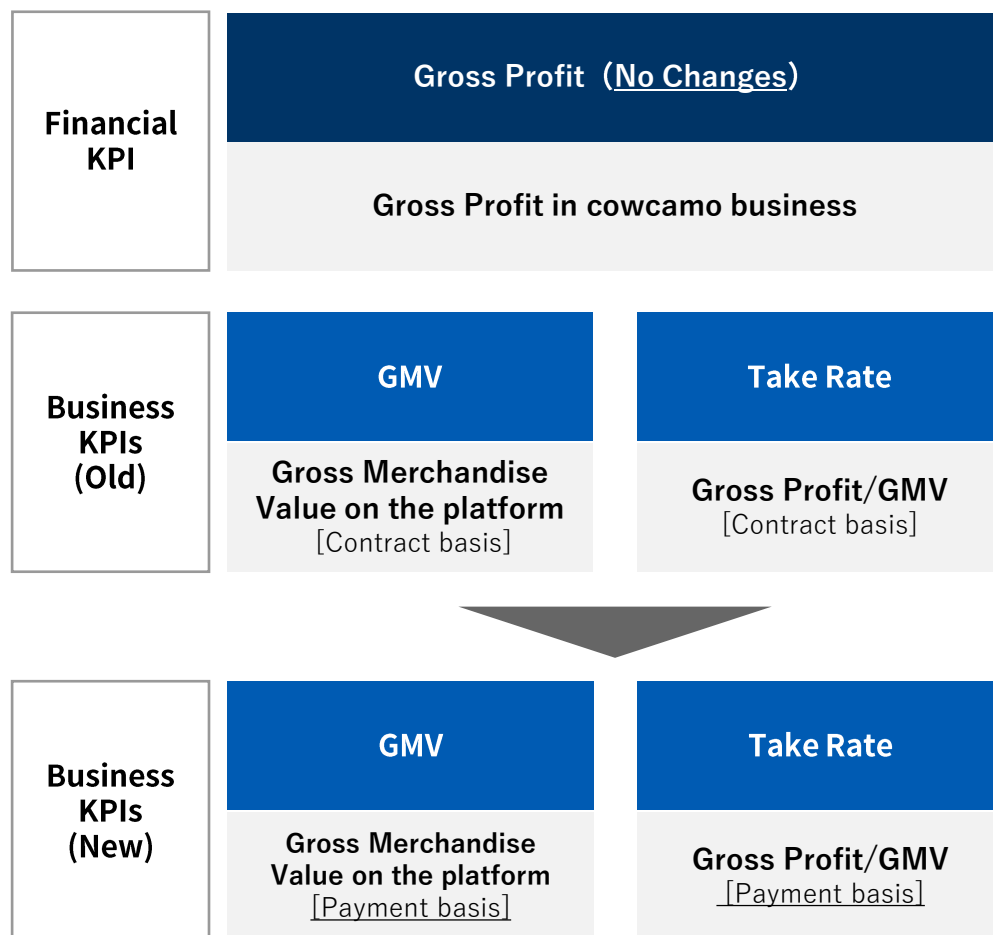 Financial
KPI
Gross Profit（No Changes）
Gross Profit in cowcamo business
Business
KPIs
(Old)
GMV
Gross Merchandise
Value on the platform
[Contract basis]
Take Rate
Gross Profit/GMV
[Contract basis]
Business
KPIs
(New)
GMV
Gross Merchandise
Value on the platform
[Payment basis]
Take Rate
Gross Profit/GMV
[Payment basis]